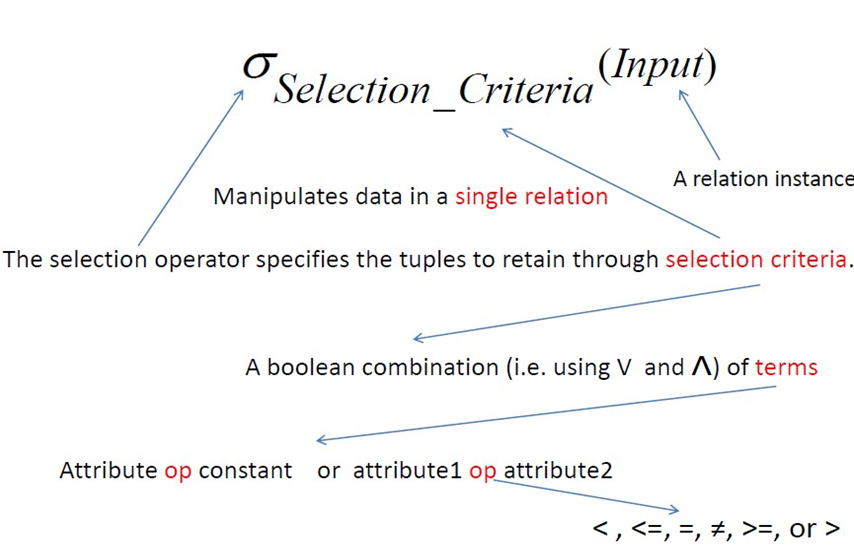 σ Selection_Criteria (Input)
A relation instance
Manipulates data in a single relation
The selection operator specifies the tuples to retain through selection criteria.
A boolean combination (i.e. using V and Λ) of terms
Attribute op constant or attribute1 op attribute2
< , <=, =, ≠, >=, or >